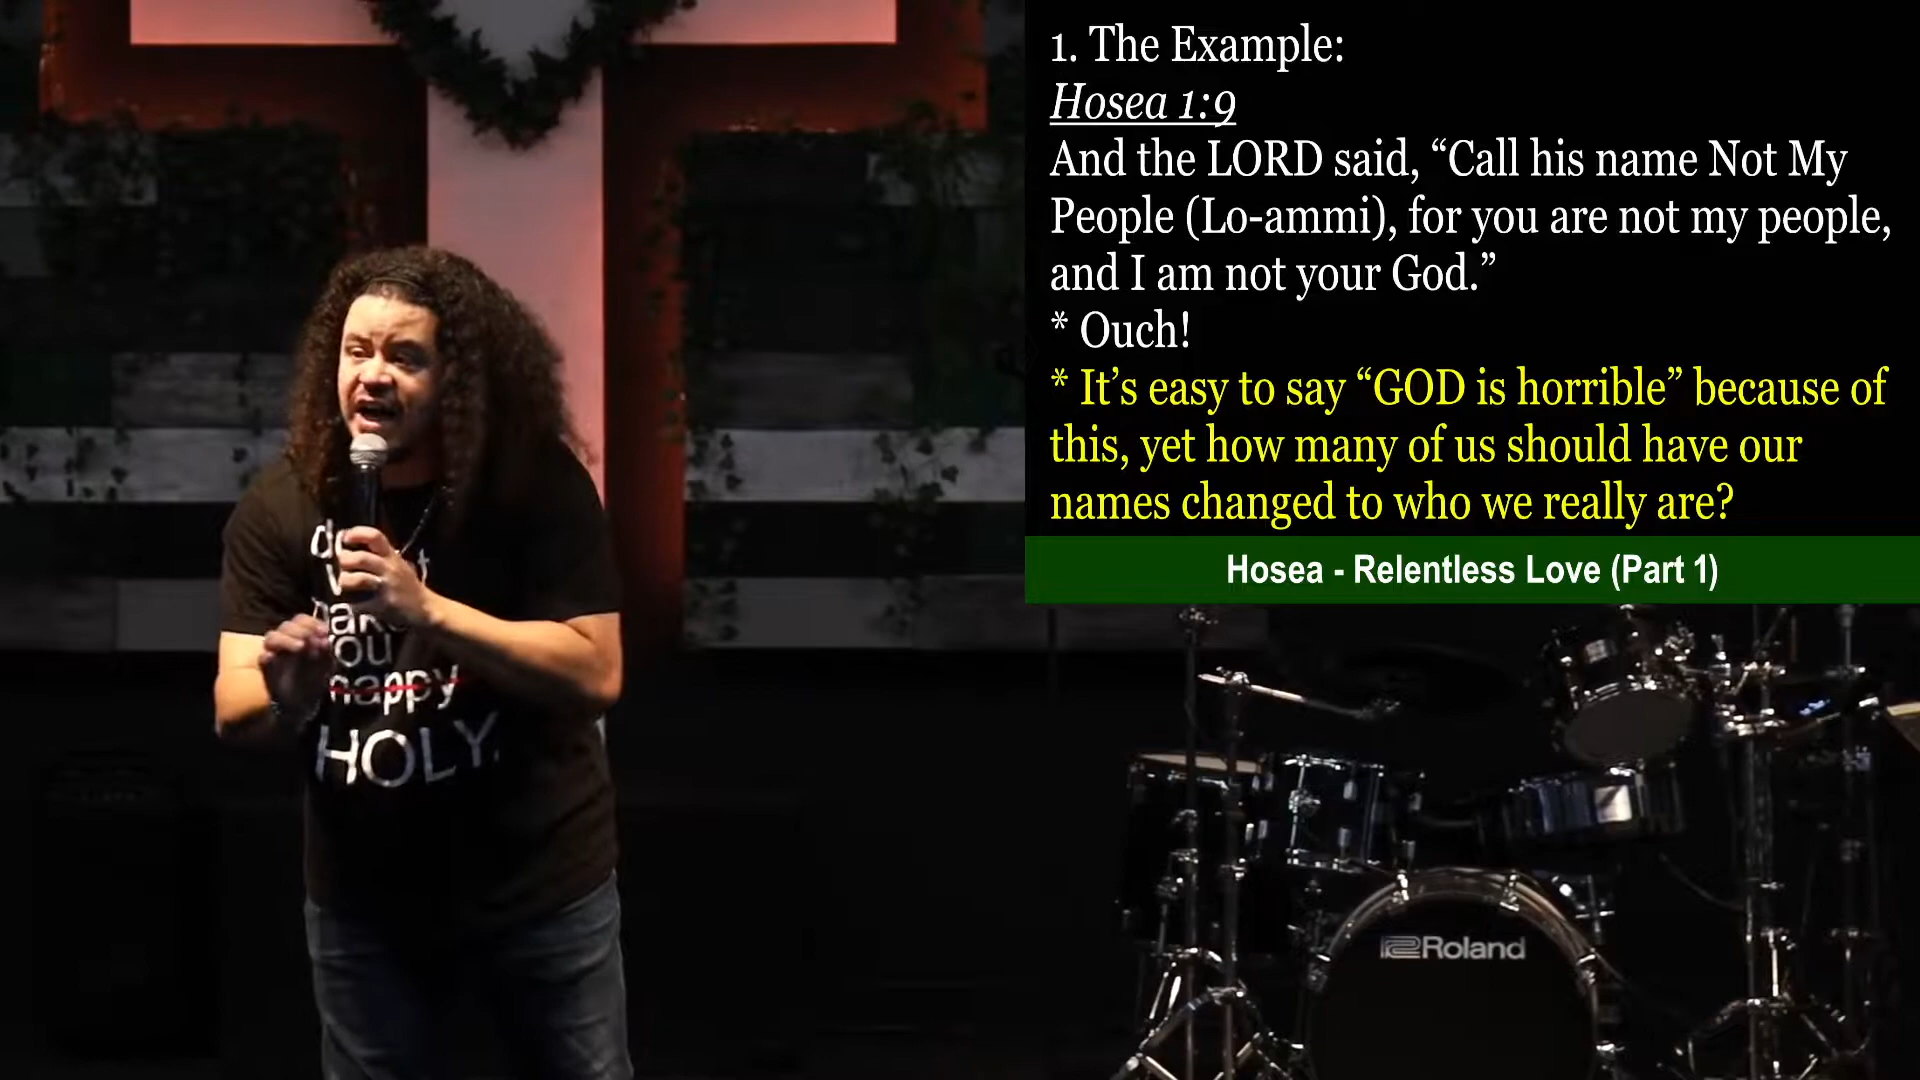 1. The Example:
Hosea 1:9
And the LORD said, “Call his name Not My
People (Lo-ammi), for you are not my people,
and I am not your God.”
* Ouch!
* It’s easy to say “GOD is horrible” because of
this, yet how many of us should have our
names changed to who we really are?
Hosea - Relentless Love (Part 1)
you
happy
HOLY.
Roland